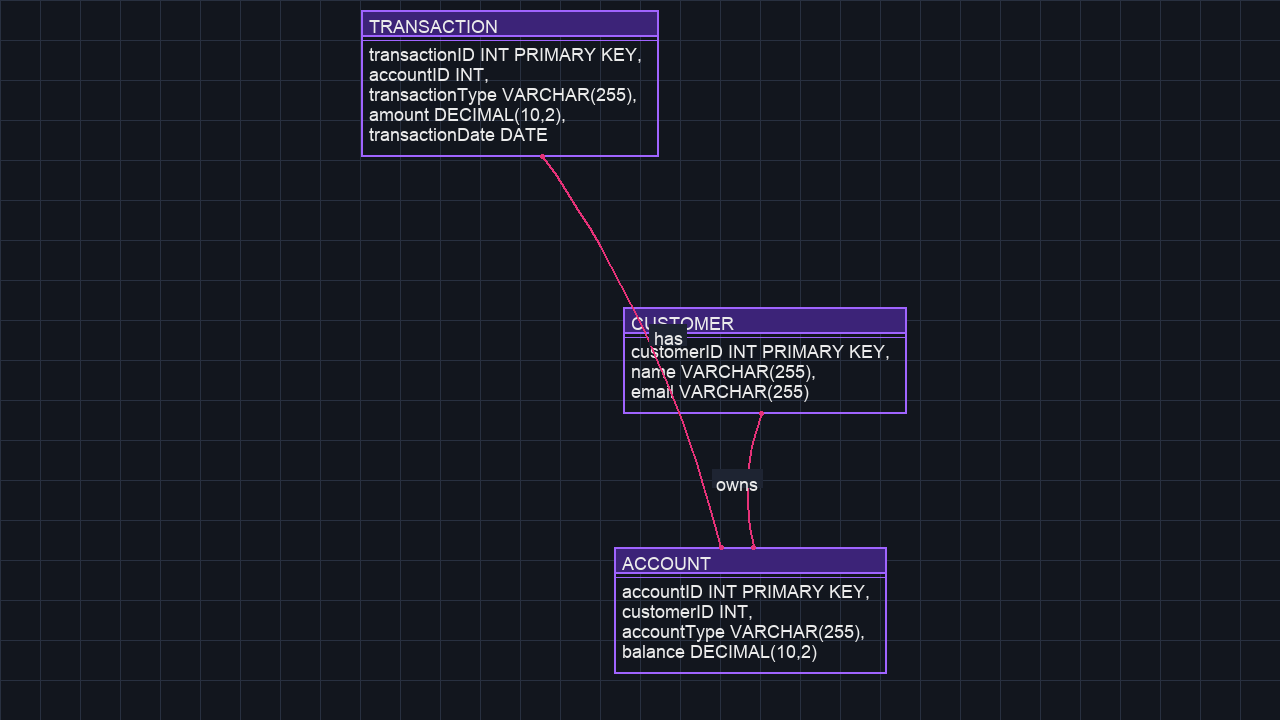 TRANSACTION
transactionID INT PRIMARY KEY,
accountID INT,
transactionType VARCHAR(255),
amount DECIMAL(10,2),
transactionDate DATE
CUSTOMER
has
customerID INT PRIMARY KEY,
name VARCHAR(255),
email VARCHAR(255)
owns
ACCOUNT
accountID INT PRIMARY KEY,
customerID INT,
accountType VARCHAR(255),
balance DECIMAL(10,2)